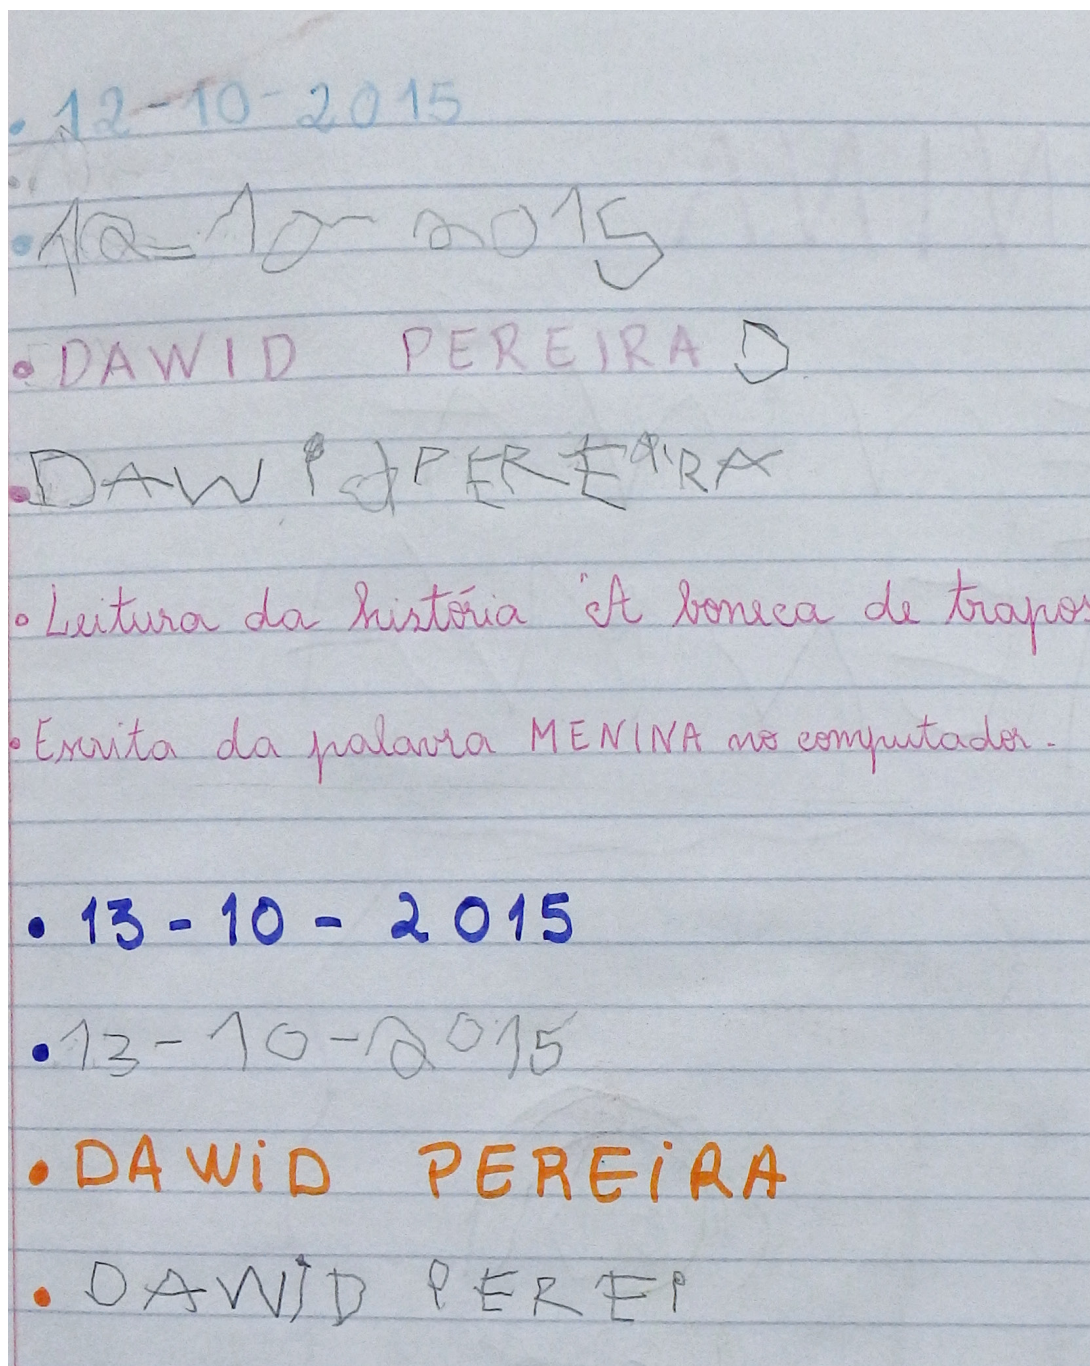 12-10-2015
12-10-2015
DAWID PEREIRA D
DAWID PEREIRA
Leitura da história "A boneca de trapos
Escrita da palavra MENINA no computador.
13-10-2015
13-10-2015
DAWiD PEREiRA
DAWiD PEREI